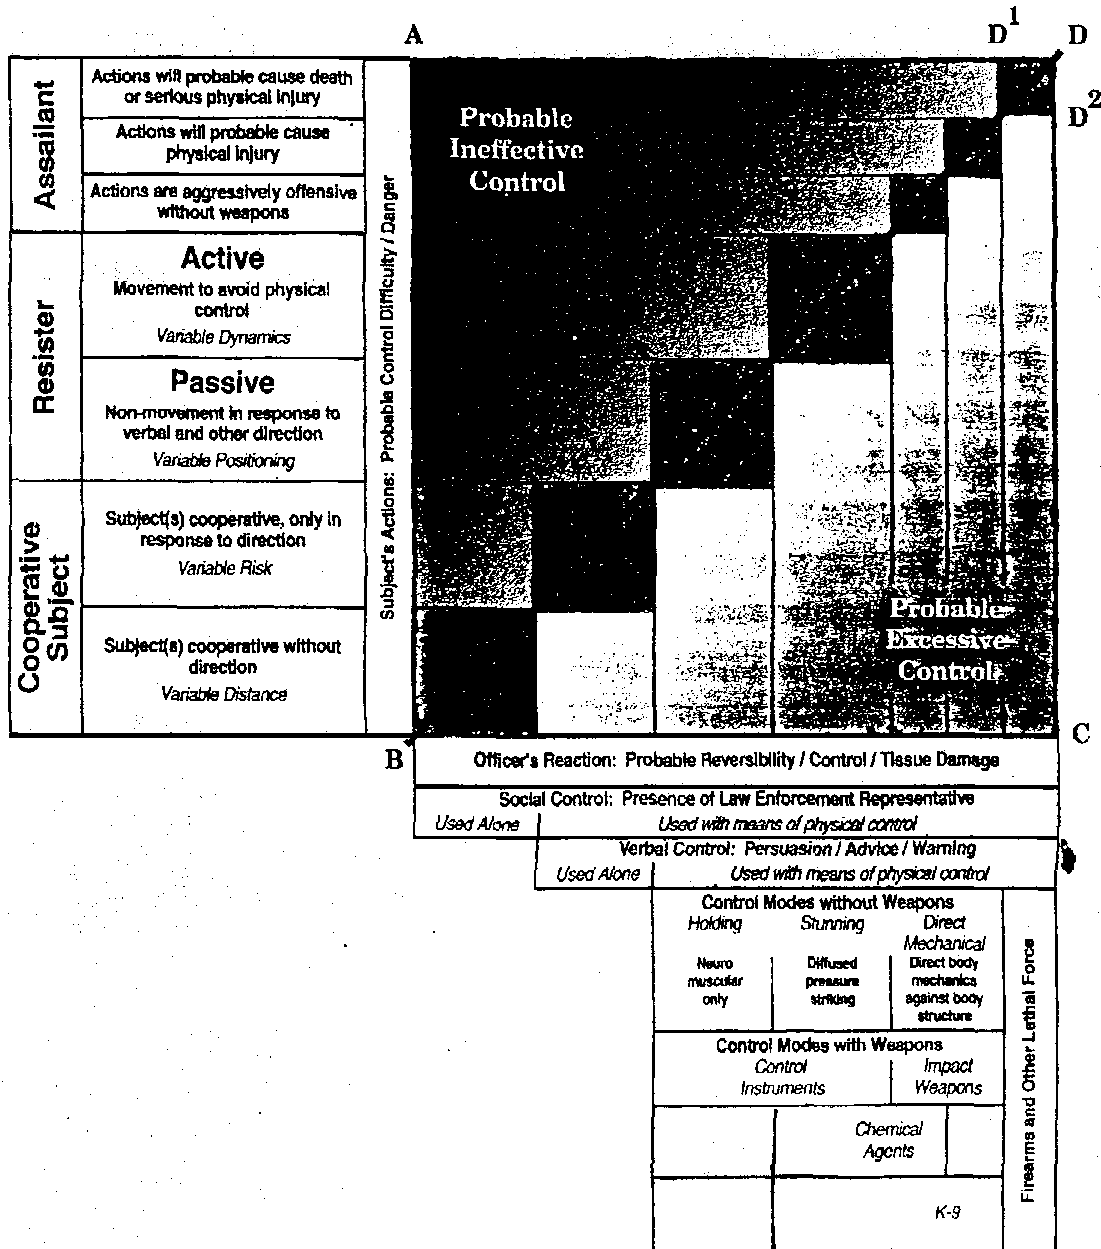 A
D1
D
D2
Assailant
Actions will probable cause death
or serious physical injury
Actions will probable cause
physical injury
Actions are aggressively offensive
without weapons
Resister
Active
Movement to avoid physical
control
Variable Dynamics
Passive
Non-movement in response to
verbal and other direction
Variable Positioning
Cooperative
Subject
Subject(s) cooperative, only in
response to direction
Variable Risk
Subject(s) cooperative without
direction
Variable Distance
Subject's Actions: Probable Control Difficulty / Danger
Probable
Ineffective
Control
Probable
Excessive
Control
B
C
Officer's Reaction: Probable Reversibility / Control / Tissue Damage
Social Control: Presence of Law Enforcement Representative
Used Alone
Used with means of physical control
Verbal Control: Persuasion / Advice / Warning
Used Alone
Used with means of physical control
Control Modes without Weapons
Holding
Stunning
Direct
Mechanical
Neuro
muscular
only
Diffused
pressure
striking
Direct body
mechanics
against body
structure
Control Modes with Weapons
Control
Instruments
Impact
Weapons
Chemical
Agents
K-9
Firearms and Other Lethal Force